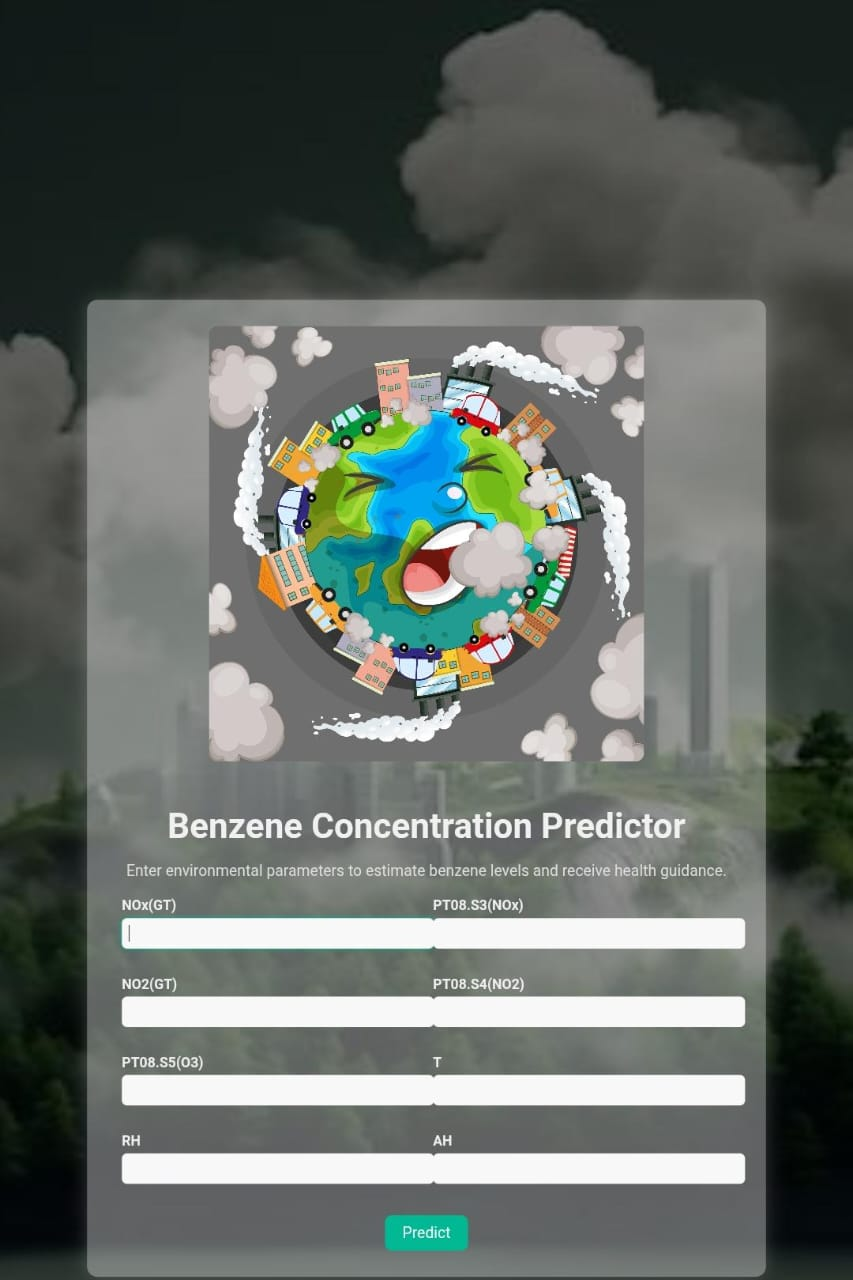 Benzene Concentration Predictor
Enter environmental parameters to estimate benzene levels and receive health guidance.
NOx(GT)
PT08.S3(NOx)
NO2(GT)
PT08.S4(NO2)
PT08.S5(O3)
T
RH
AH
Predict